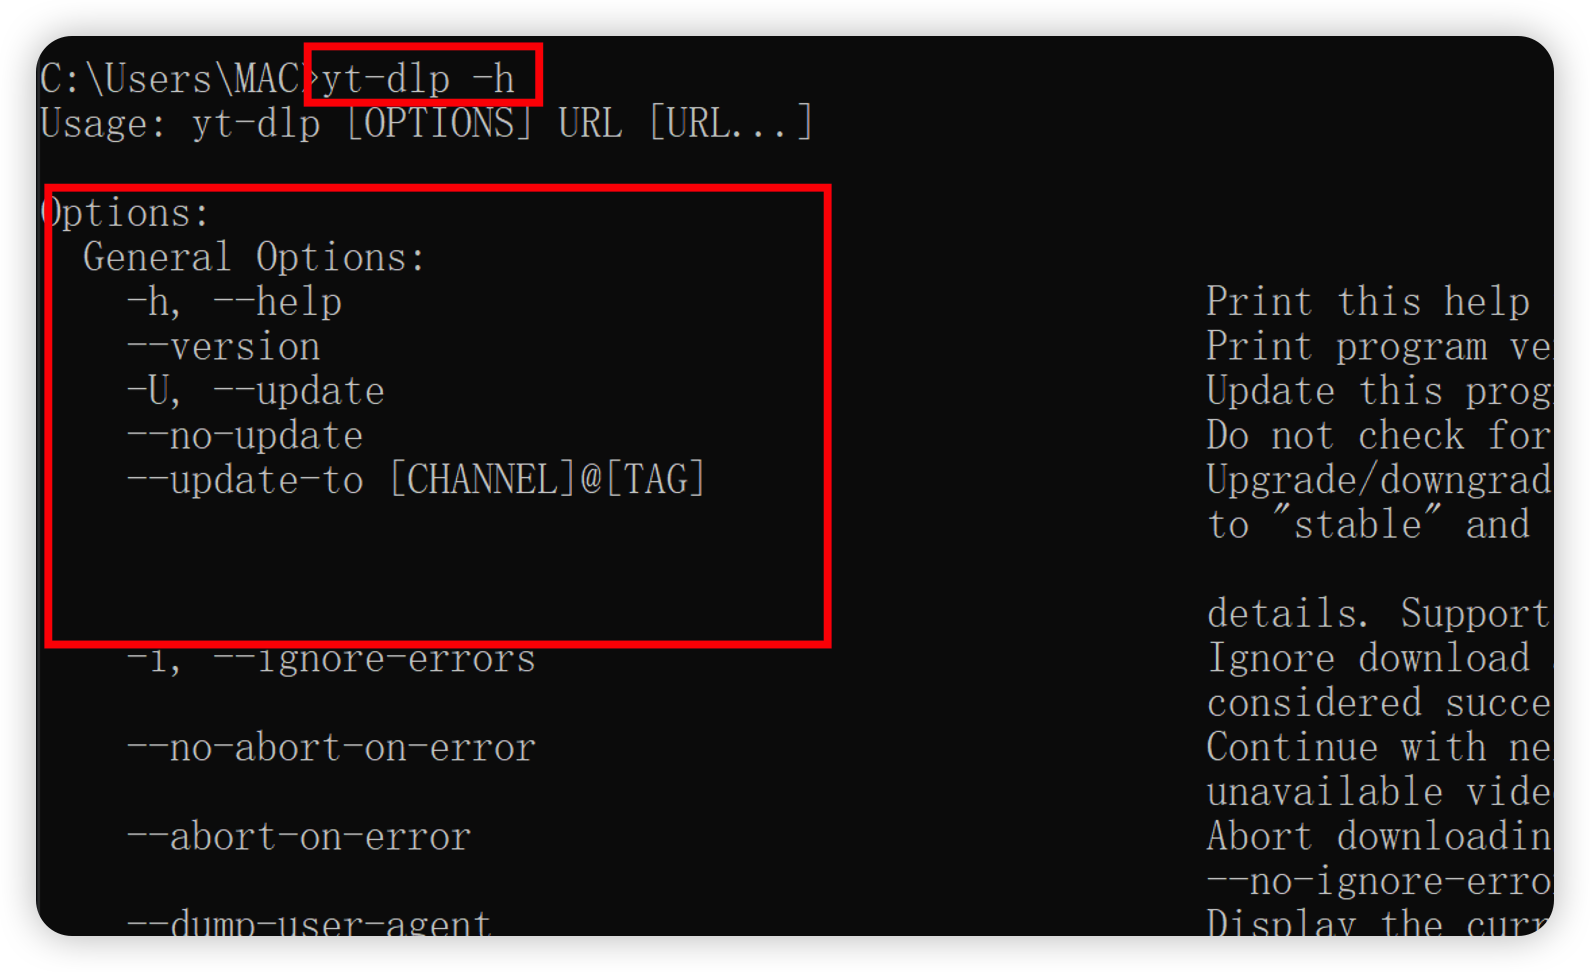 C:\Users\MAC>yt-dlp -h
Usage: yt-dlp [OPTIONS] URL [URL...]
Options:
General Options:
-h, --help Print this help
--version Print program ve
-U, --update Update this prog
--no-update Do not check for
--update-to [CHANNEL]@[TAG] Upgrade/downgrad
to "stable" and
details. Support
-i, --ignore-errors Ignore download
considered succe
--no-abort-on-error Continue with ne
unavailable vide
--abort-on-error Abort downloadin
--no-ignore-erro
--dump-user-agent Display the curr